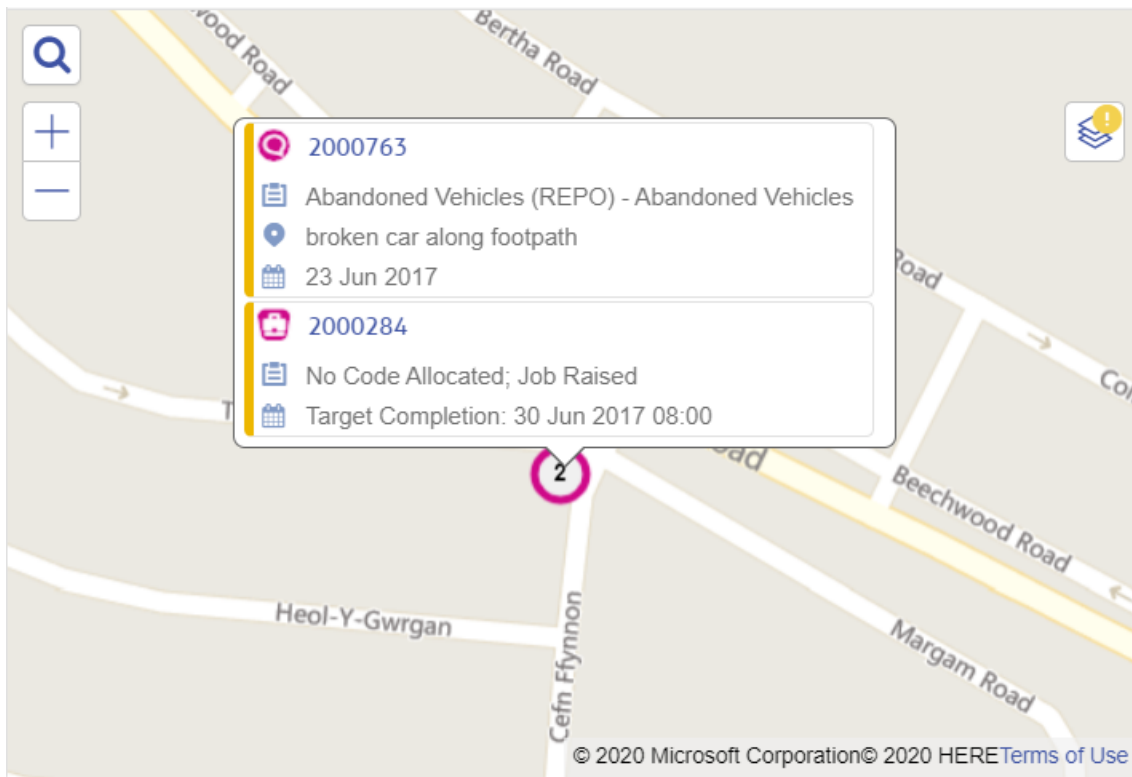 wood Road
Bertha Road
2000763
Abandoned Vehicles (REPO) - Abandoned Vehicles
broken car along footpath
23 Jun 2017
Road
2000284
No Code Allocated; Job Raised
Target Completion: 30 Jun 2017 08:00
T
Co
2
oad
Beechwood Road
Heol-Y-Gwrgan
Cefn Ffynnon
Margam Road
© 2020 Microsoft Corporation© 2020 HERETerms of Use